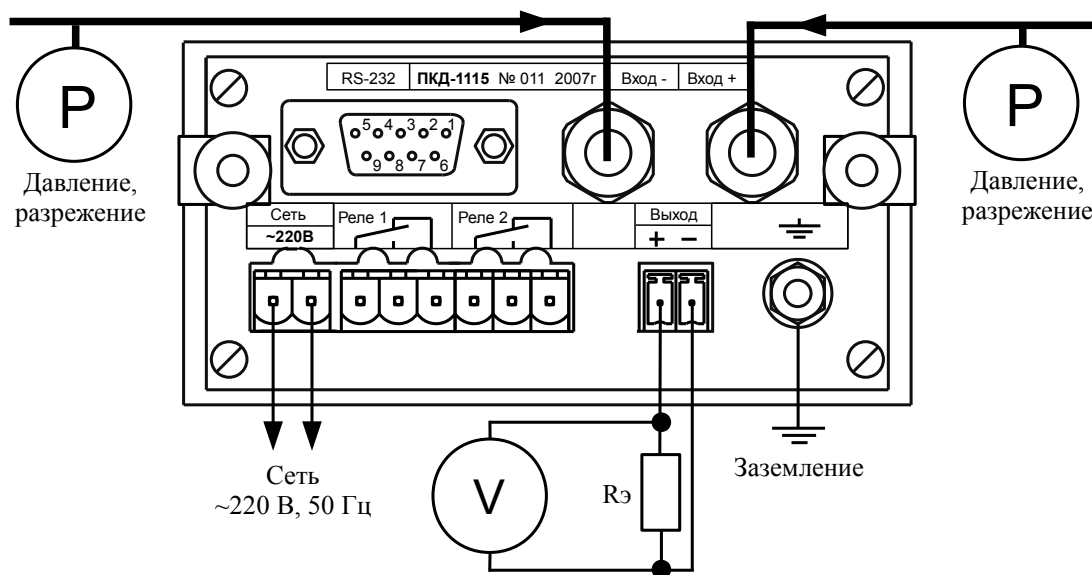 P
P
RS-232 ПКД-1115 № 011 2007г Вход - Вход +
5 4 3 2 1
9 8 7 6
Давление,
разрежение
Давление,
разрежение
Сеть
~220В
Реле 1
Реле 2
Выход
+ −
Сеть
~220 В, 50 Гц
V
Rэ
Заземление